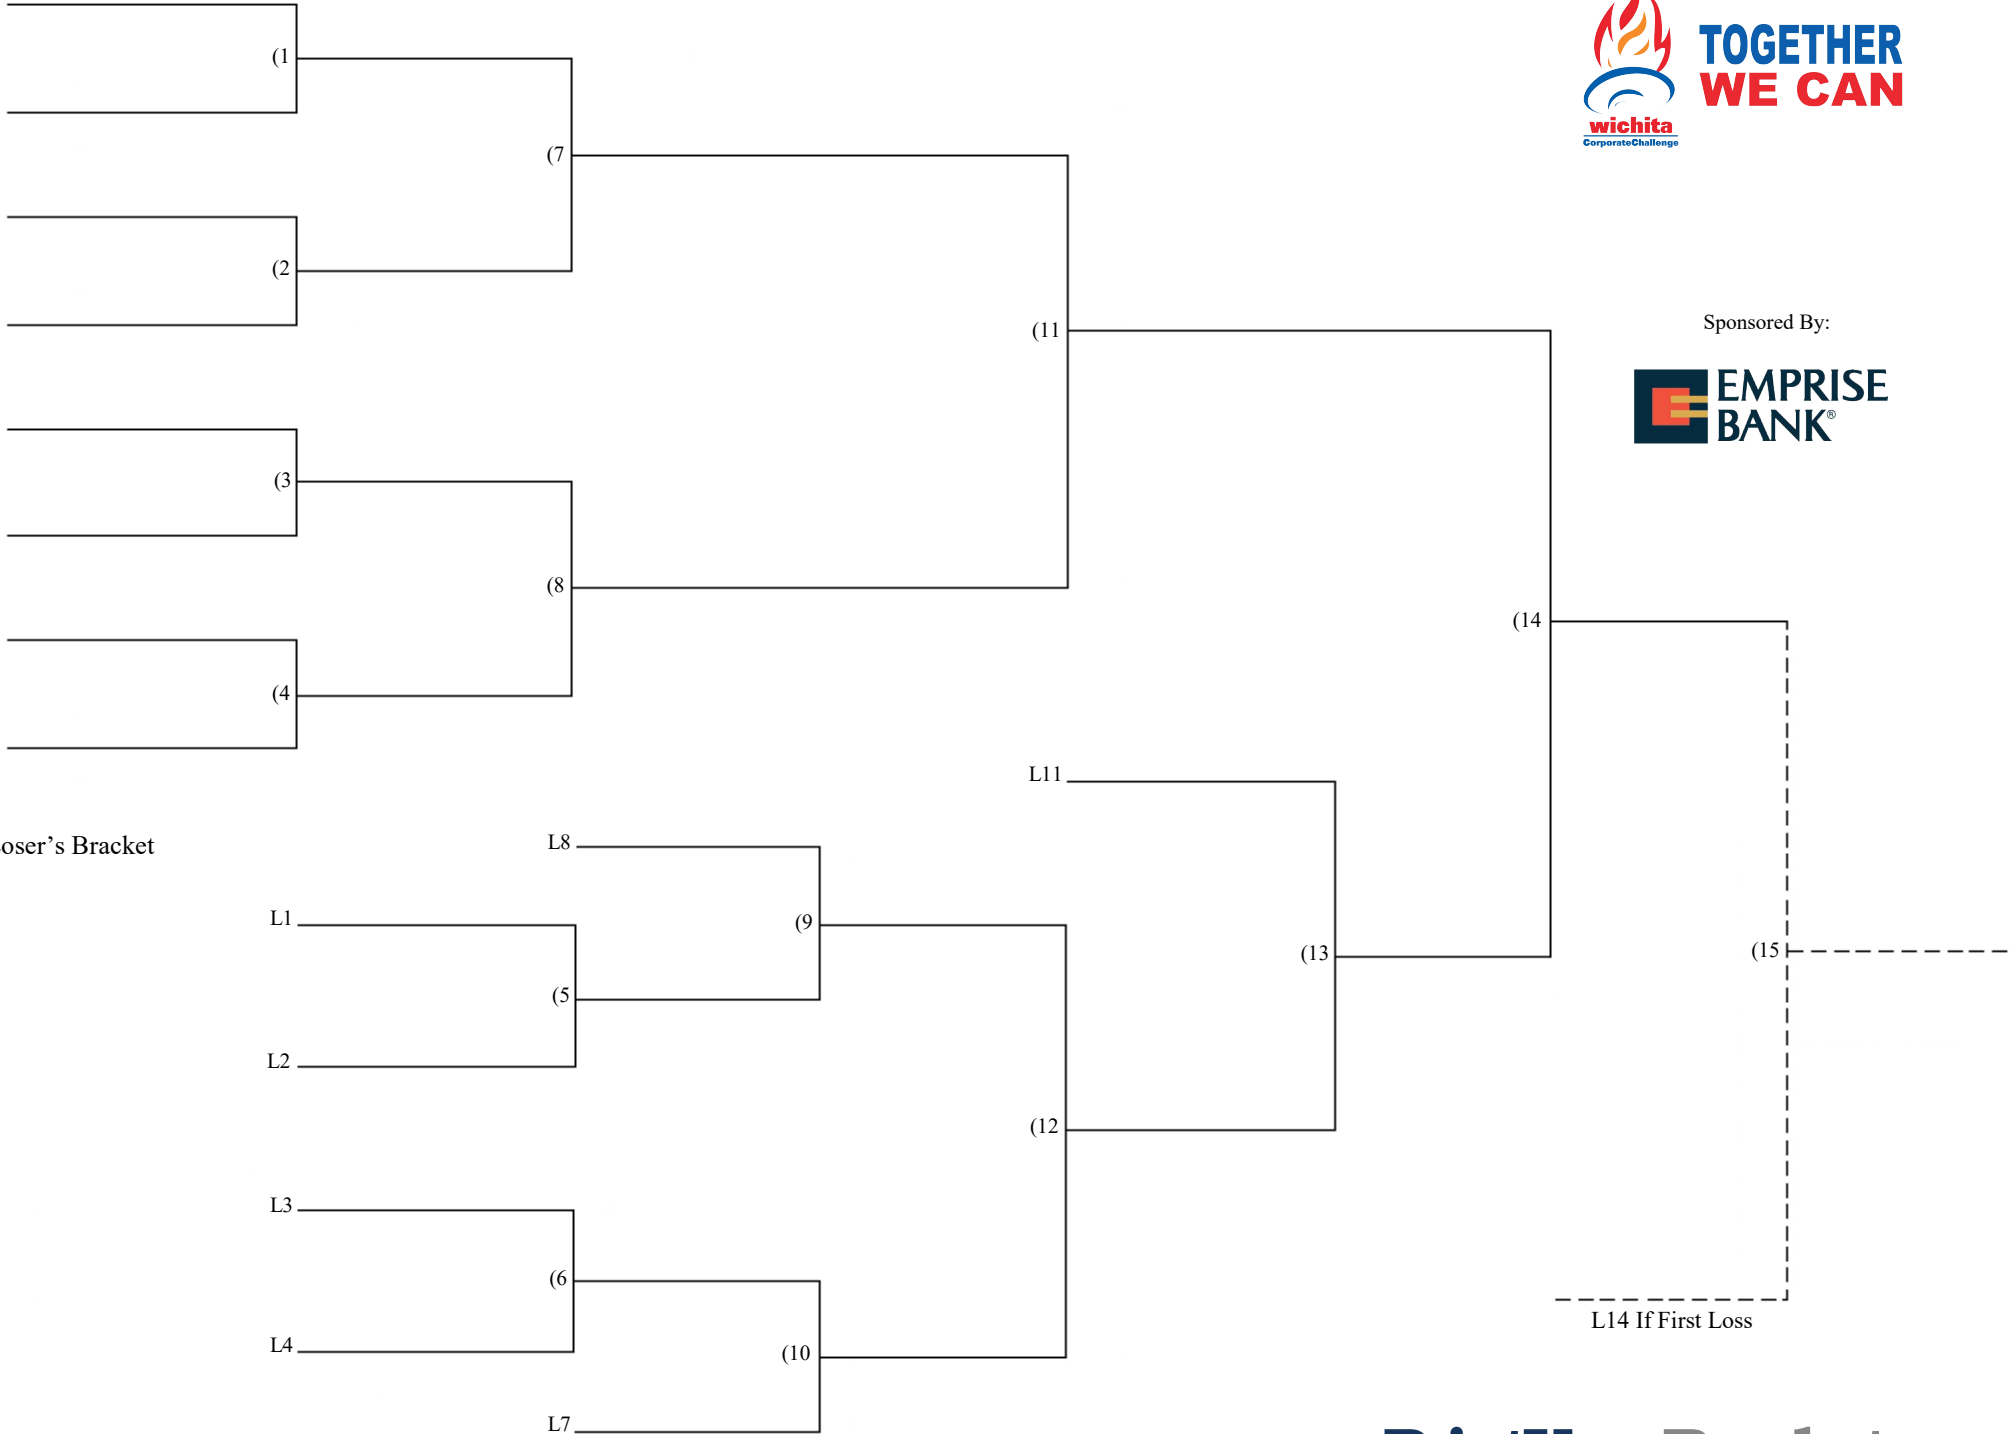 (1
TOGETHER
WE CAN
wichita
CorporateChallenge
(7
(2
(11
Sponsored By:
EMPRISE
BANK®
(3
(8
(14
(4
L11
L8
oser’s Bracket
L1
(9
(15
(13
(5
L2
(12
L3
(6
L14 If First Loss
L4
(10
L7